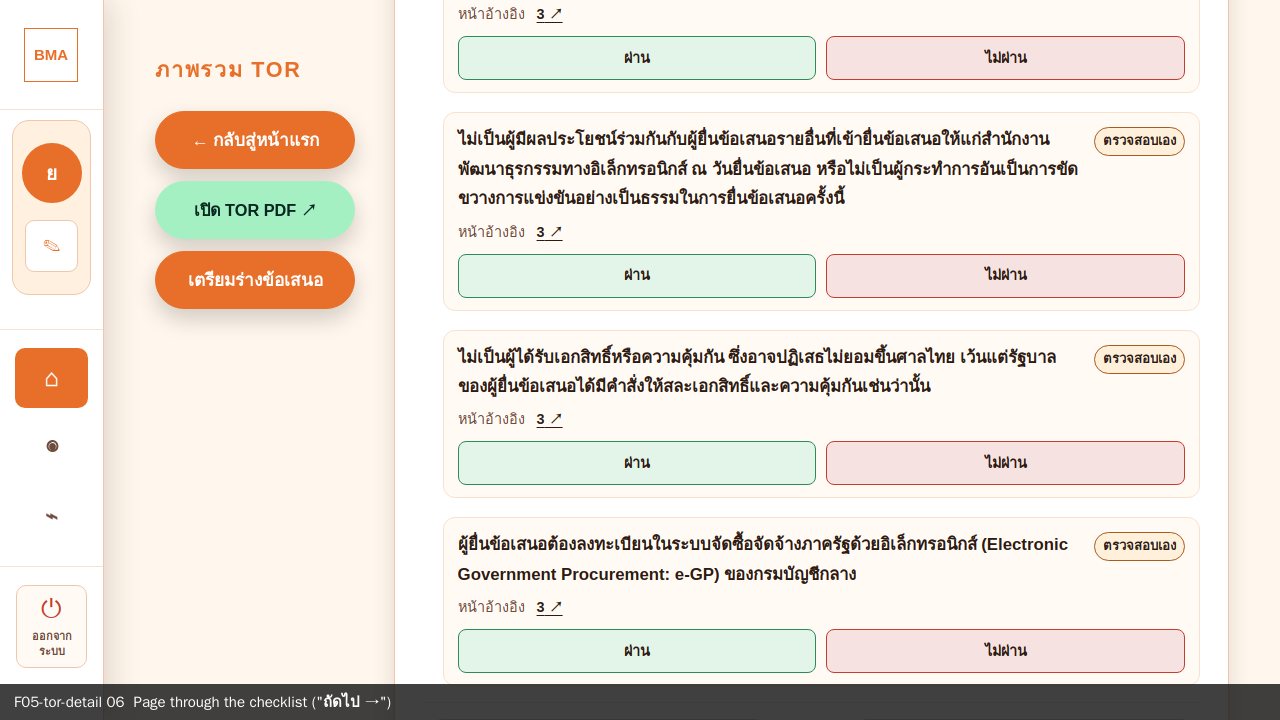 BMA
ย
ออกจาก
ระบบ
ภาพรวม TOR
← กลับสู่หน้าแรก
เปิด TOR PDF ↗
เตรียมร่างข้อเสนอ
หน้าอ้างอิง 3 ↗
ผ่าน ไม่ผ่าน
ไม่เป็นผู้มีผลประโยชน์ร่วมกันกับผู้ยื่นข้อเสนอรายอื่นที่เข้ายื่นข้อเสนอให้แก่สำนักงาน
พัฒนาธุรกรรมทางอิเล็กทรอนิกส์ ณ วันยื่นข้อเสนอ หรือไม่เป็นผู้กระทำการอันเป็นการขัด
ขวางการแข่งขันอย่างเป็นธรรมในการยื่นข้อเสนอครั้งนี้
ตรวจสอบเอง
หน้าอ้างอิง 3 ↗
ผ่าน ไม่ผ่าน
ไม่เป็นผู้ได้รับเอกสิทธิ์หรือความคุ้มกัน ซึ่งอาจปฏิเสธไม่ยอมขึ้นศาลไทย เว้นแต่รัฐบาล
ของผู้ยื่นข้อเสนอได้มีคำสั่งให้สละเอกสิทธิ์และความคุ้มกันเช่นว่านั้น
ตรวจสอบเอง
หน้าอ้างอิง 3 ↗
ผ่าน ไม่ผ่าน
ผู้ยื่นข้อเสนอต้องลงทะเบียนในระบบจัดซื้อจัดจ้างภาครัฐด้วยอิเล็กทรอนิกส์ (Electronic
Government Procurement: e-GP) ของกรมบัญชีกลาง
ตรวจสอบเอง
หน้าอ้างอิง 3 ↗
ผ่าน ไม่ผ่าน
F05-tor-detail 06 Page through the checklist ("ถัดไป →")